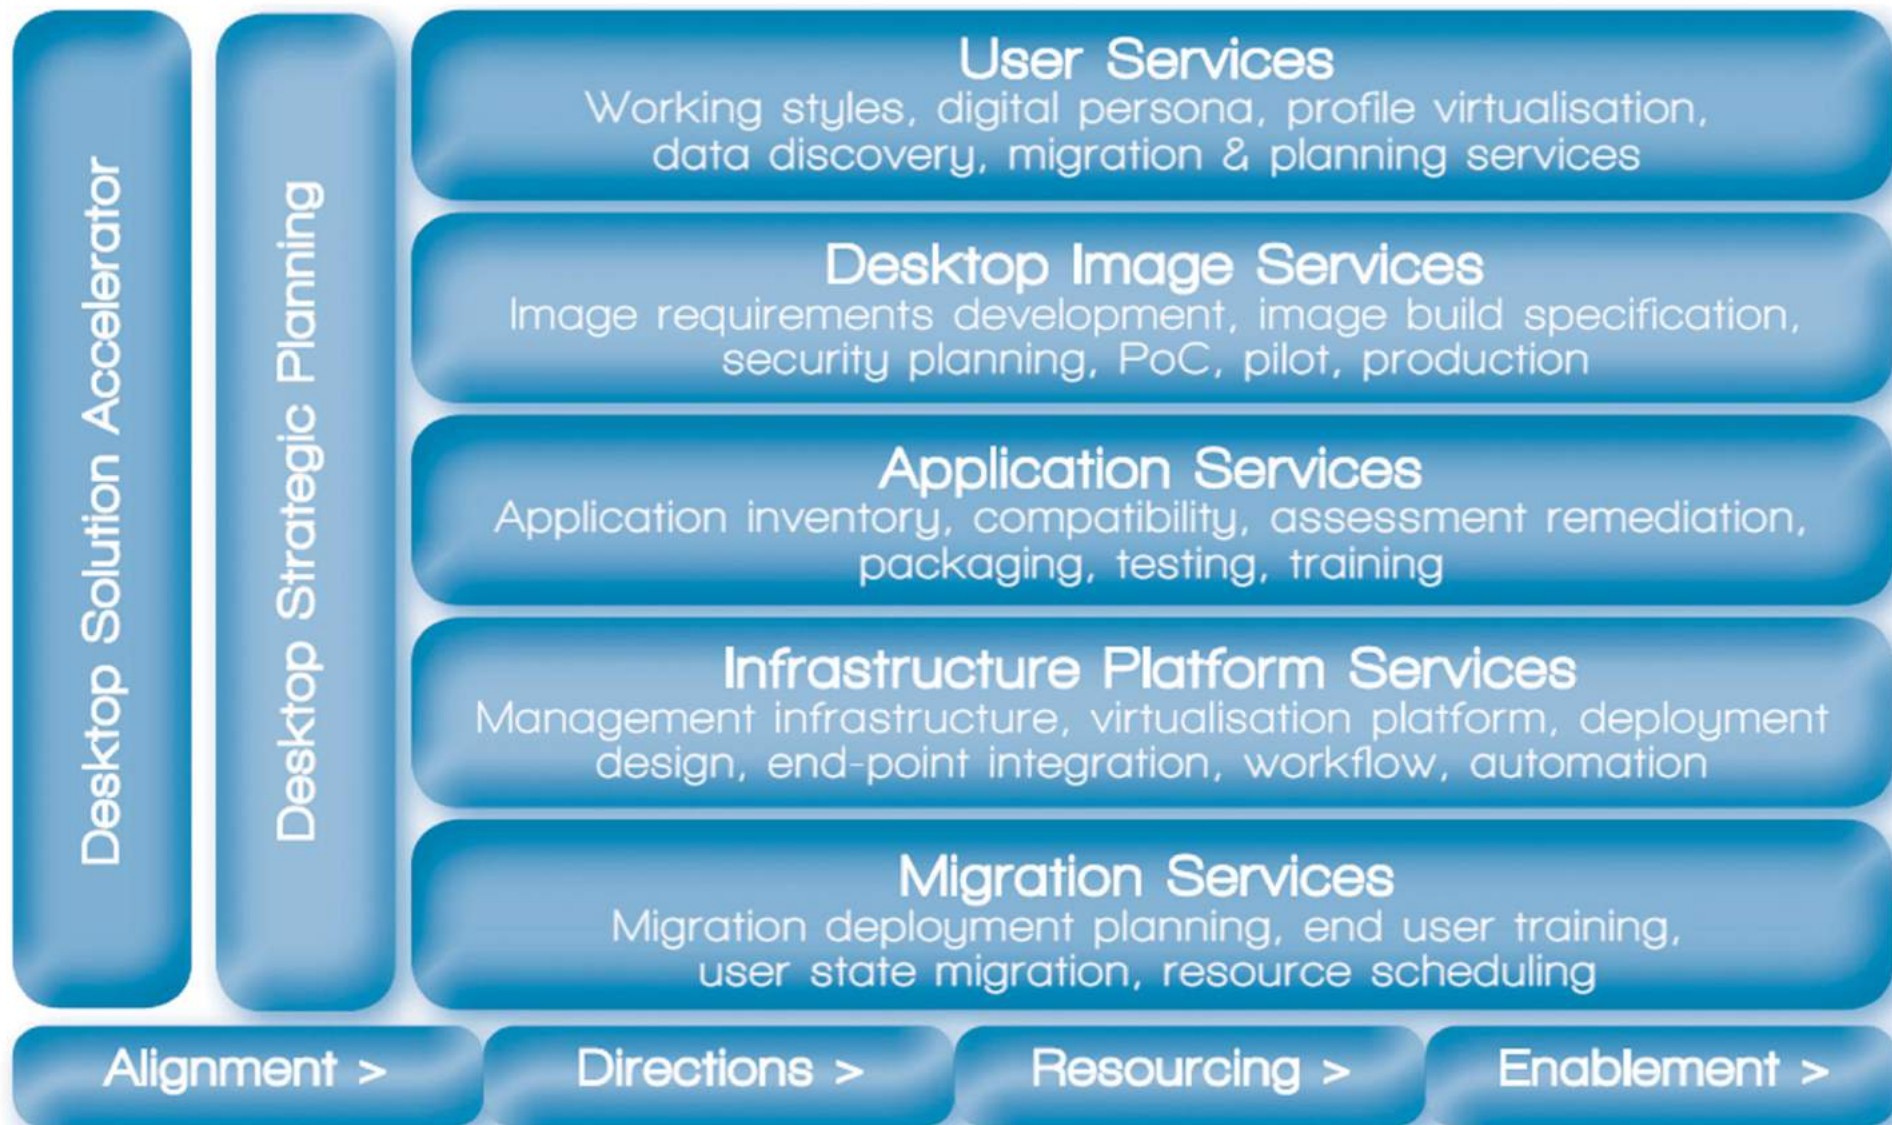 Desktop Solution Accelerator
Desktop Strategic Planning
User Services
Working styles, digital persona, profile virtualisation,
data discovery, migration & planning services
Desktop Image Services
Image requirements development, image build specification,
security planning, PoC, pilot, production
Application Services
Application inventory, compatibility, assessment remediation,
packaging, testing, training
Infrastructure Platform Services
Management infrastructure, virtualisation platform, deployment
design, end-point integration, workflow, automation
Migration Services
Migration deployment planning, end user training,
user state migration, resource scheduling
Alignment >
Directions >
Resourcing >
Enablement >